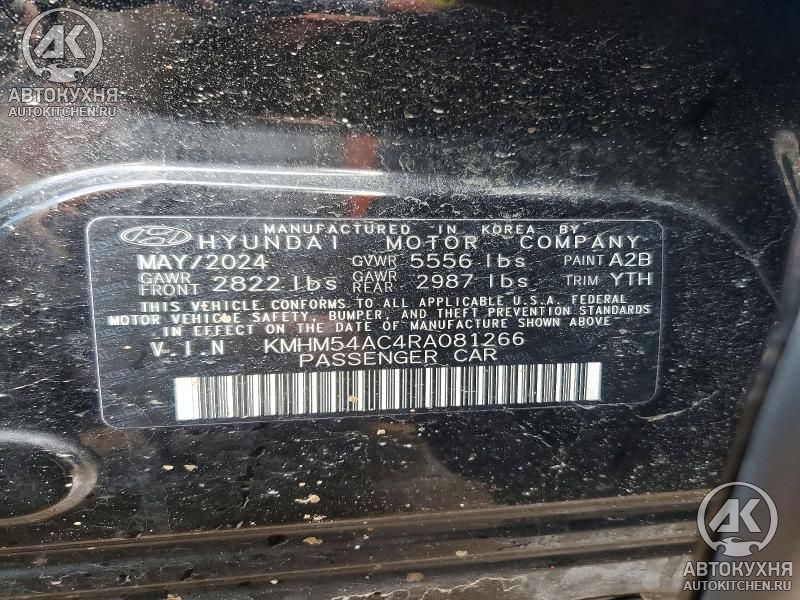 АК
АВТОКУХНЯ
AUTOKITCHEN.RU
MANUFACTURED IN KOREA BY
HYUNDAI MOTOR COMPANY
MAY/2024 GVWR 5556 lbs PAINT A2B
GAWR FRONT 2822 lbs GAWR REAR 2987 lbs TRIM YTH
THIS VEHICLE CONFORMS TO ALL APPLICABLE U.S.A. FEDERAL
MOTOR VEHICLE SAFETY, BUMPER, AND THEFT PREVENTION STANDARDS
IN EFFECT ON THE DATE OF MANUFACTURE SHOWN ABOVE
V.I.N KMHM54AC4RA081266
PASSENGER CAR
АК
АВТОКУХНЯ
AUTOKITCHEN.RU